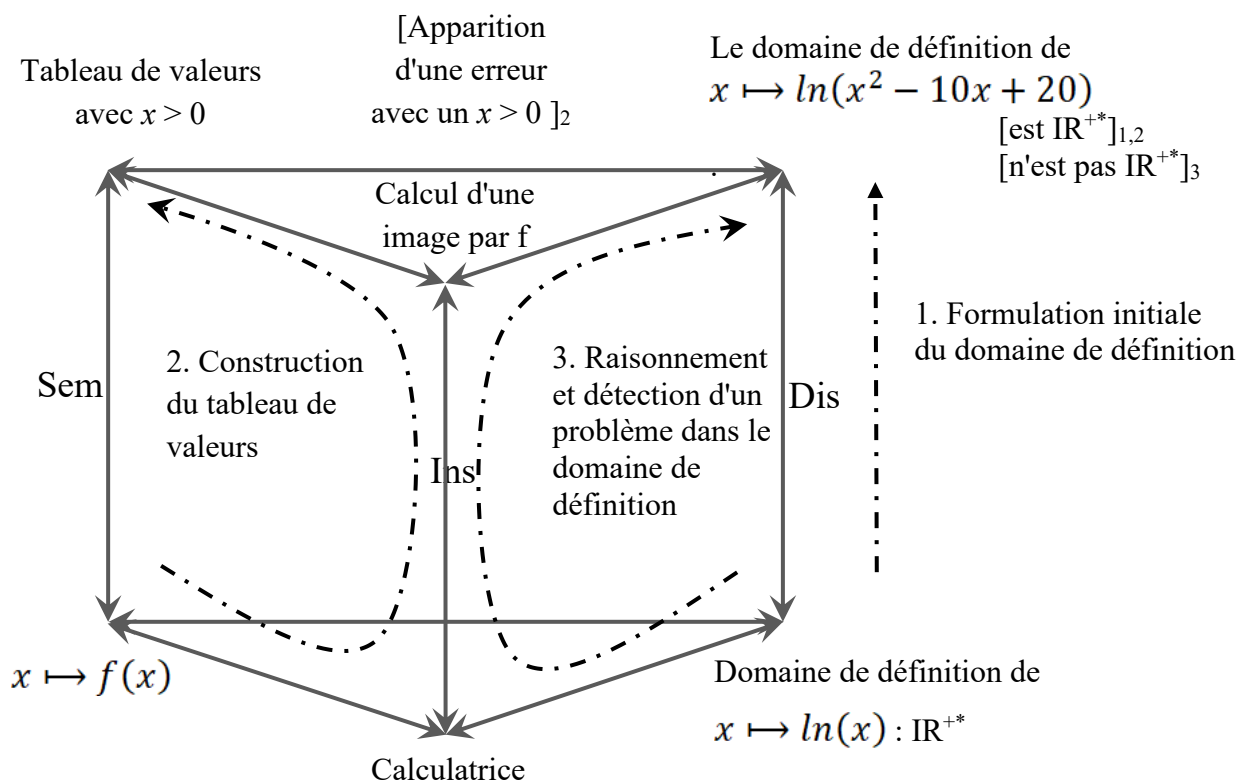 Tableau de valeurs
avec x > 0
[Apparition
d'une erreur
avec un x > 0 ]2
Le domaine de définition de
x ↦ ln(x² − 10x + 20)
[est IR⁺*]1,2
[n'est pas IR⁺*]3
Calcul d'une
image par f
1. Formulation initiale
du domaine de définition
Sem
2. Construction
du tableau de
valeurs
Ins
3. Raisonnement
et détection d'un
problème dans le
domaine de
définition
Dis
x ↦ f(x)
Calculatrice
Domaine de définition de
x ↦ ln(x) : IR⁺*